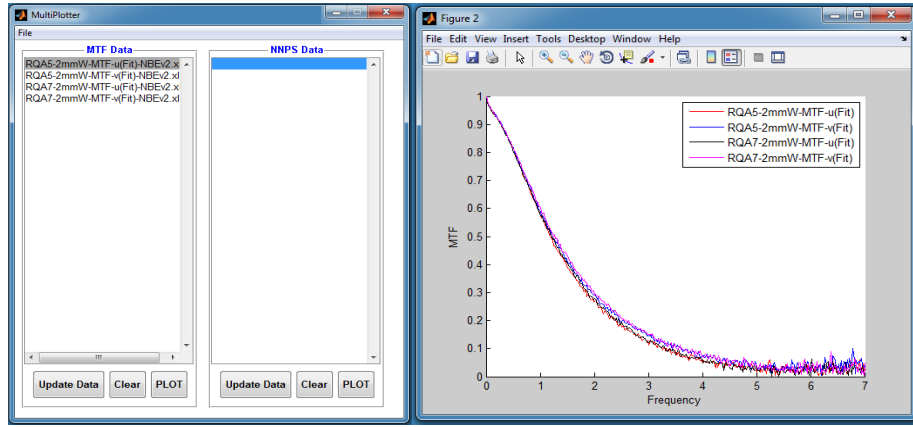 MultiPlotter
File
MTF Data
NNPS Data
RQA5-2mmW-MTF-u(Fit)-NBEv2.x
RQA5-2mmW-MTF-v(Fit)-NBEv2.xl
RQA7-2mmW-MTF-u(Fit)-NBEv2.xl
RQA7-2mmW-MTF-v(Fit)-NBEv2.xl
Update Data Clear PLOT
Update Data Clear PLOT
Figure 2
File Edit View Insert Tools Desktop Window Help
RQA5-2mmW-MTF-u(Fit)
RQA5-2mmW-MTF-v(Fit)
RQA7-2mmW-MTF-u(Fit)
RQA7-2mmW-MTF-v(Fit)
1
0.9
0.8
0.7
0.6
0.5
0.4
0.3
0.2
0.1
0
MTF
0 1 2 3 4 5 6 7
Frequency